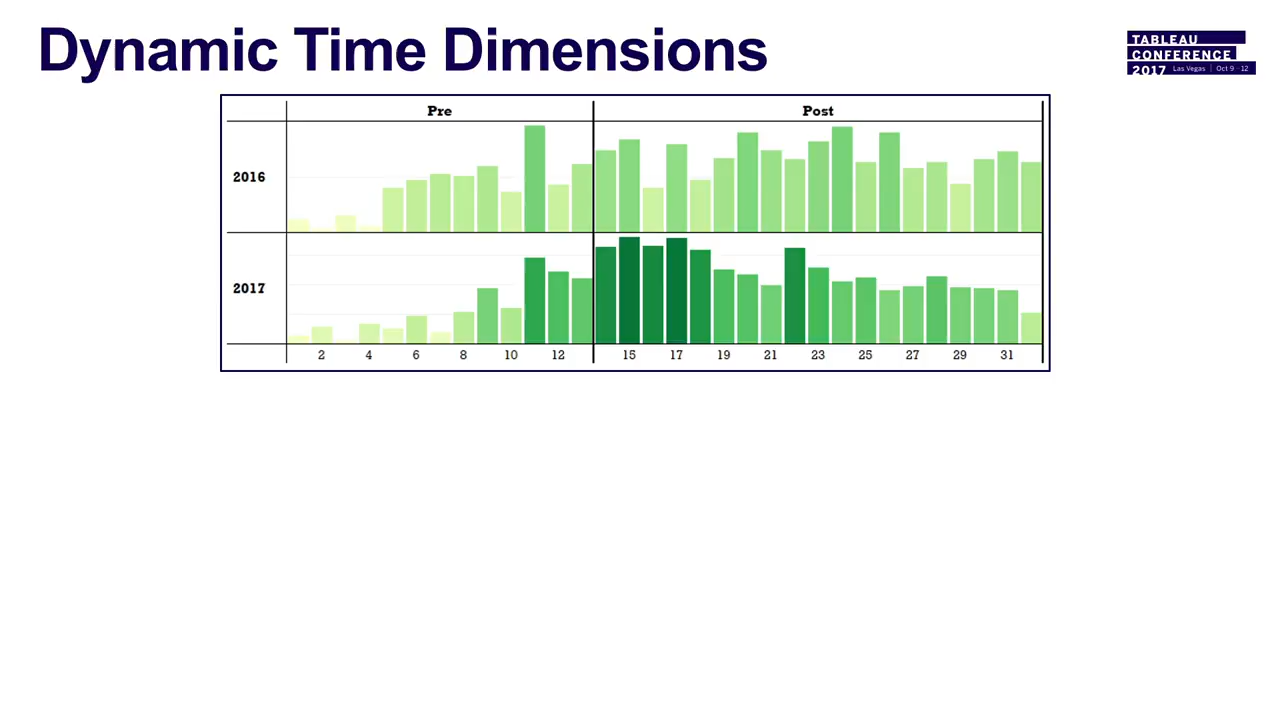 Dynamic Time Dimensions
TABLEAU
CONFERENCE
2017 Las Vegas | Oct 9 - 12
Pre Post
2016
2017
2 4 6 8 10 12 15 17 19 21 23 25 27 29 31